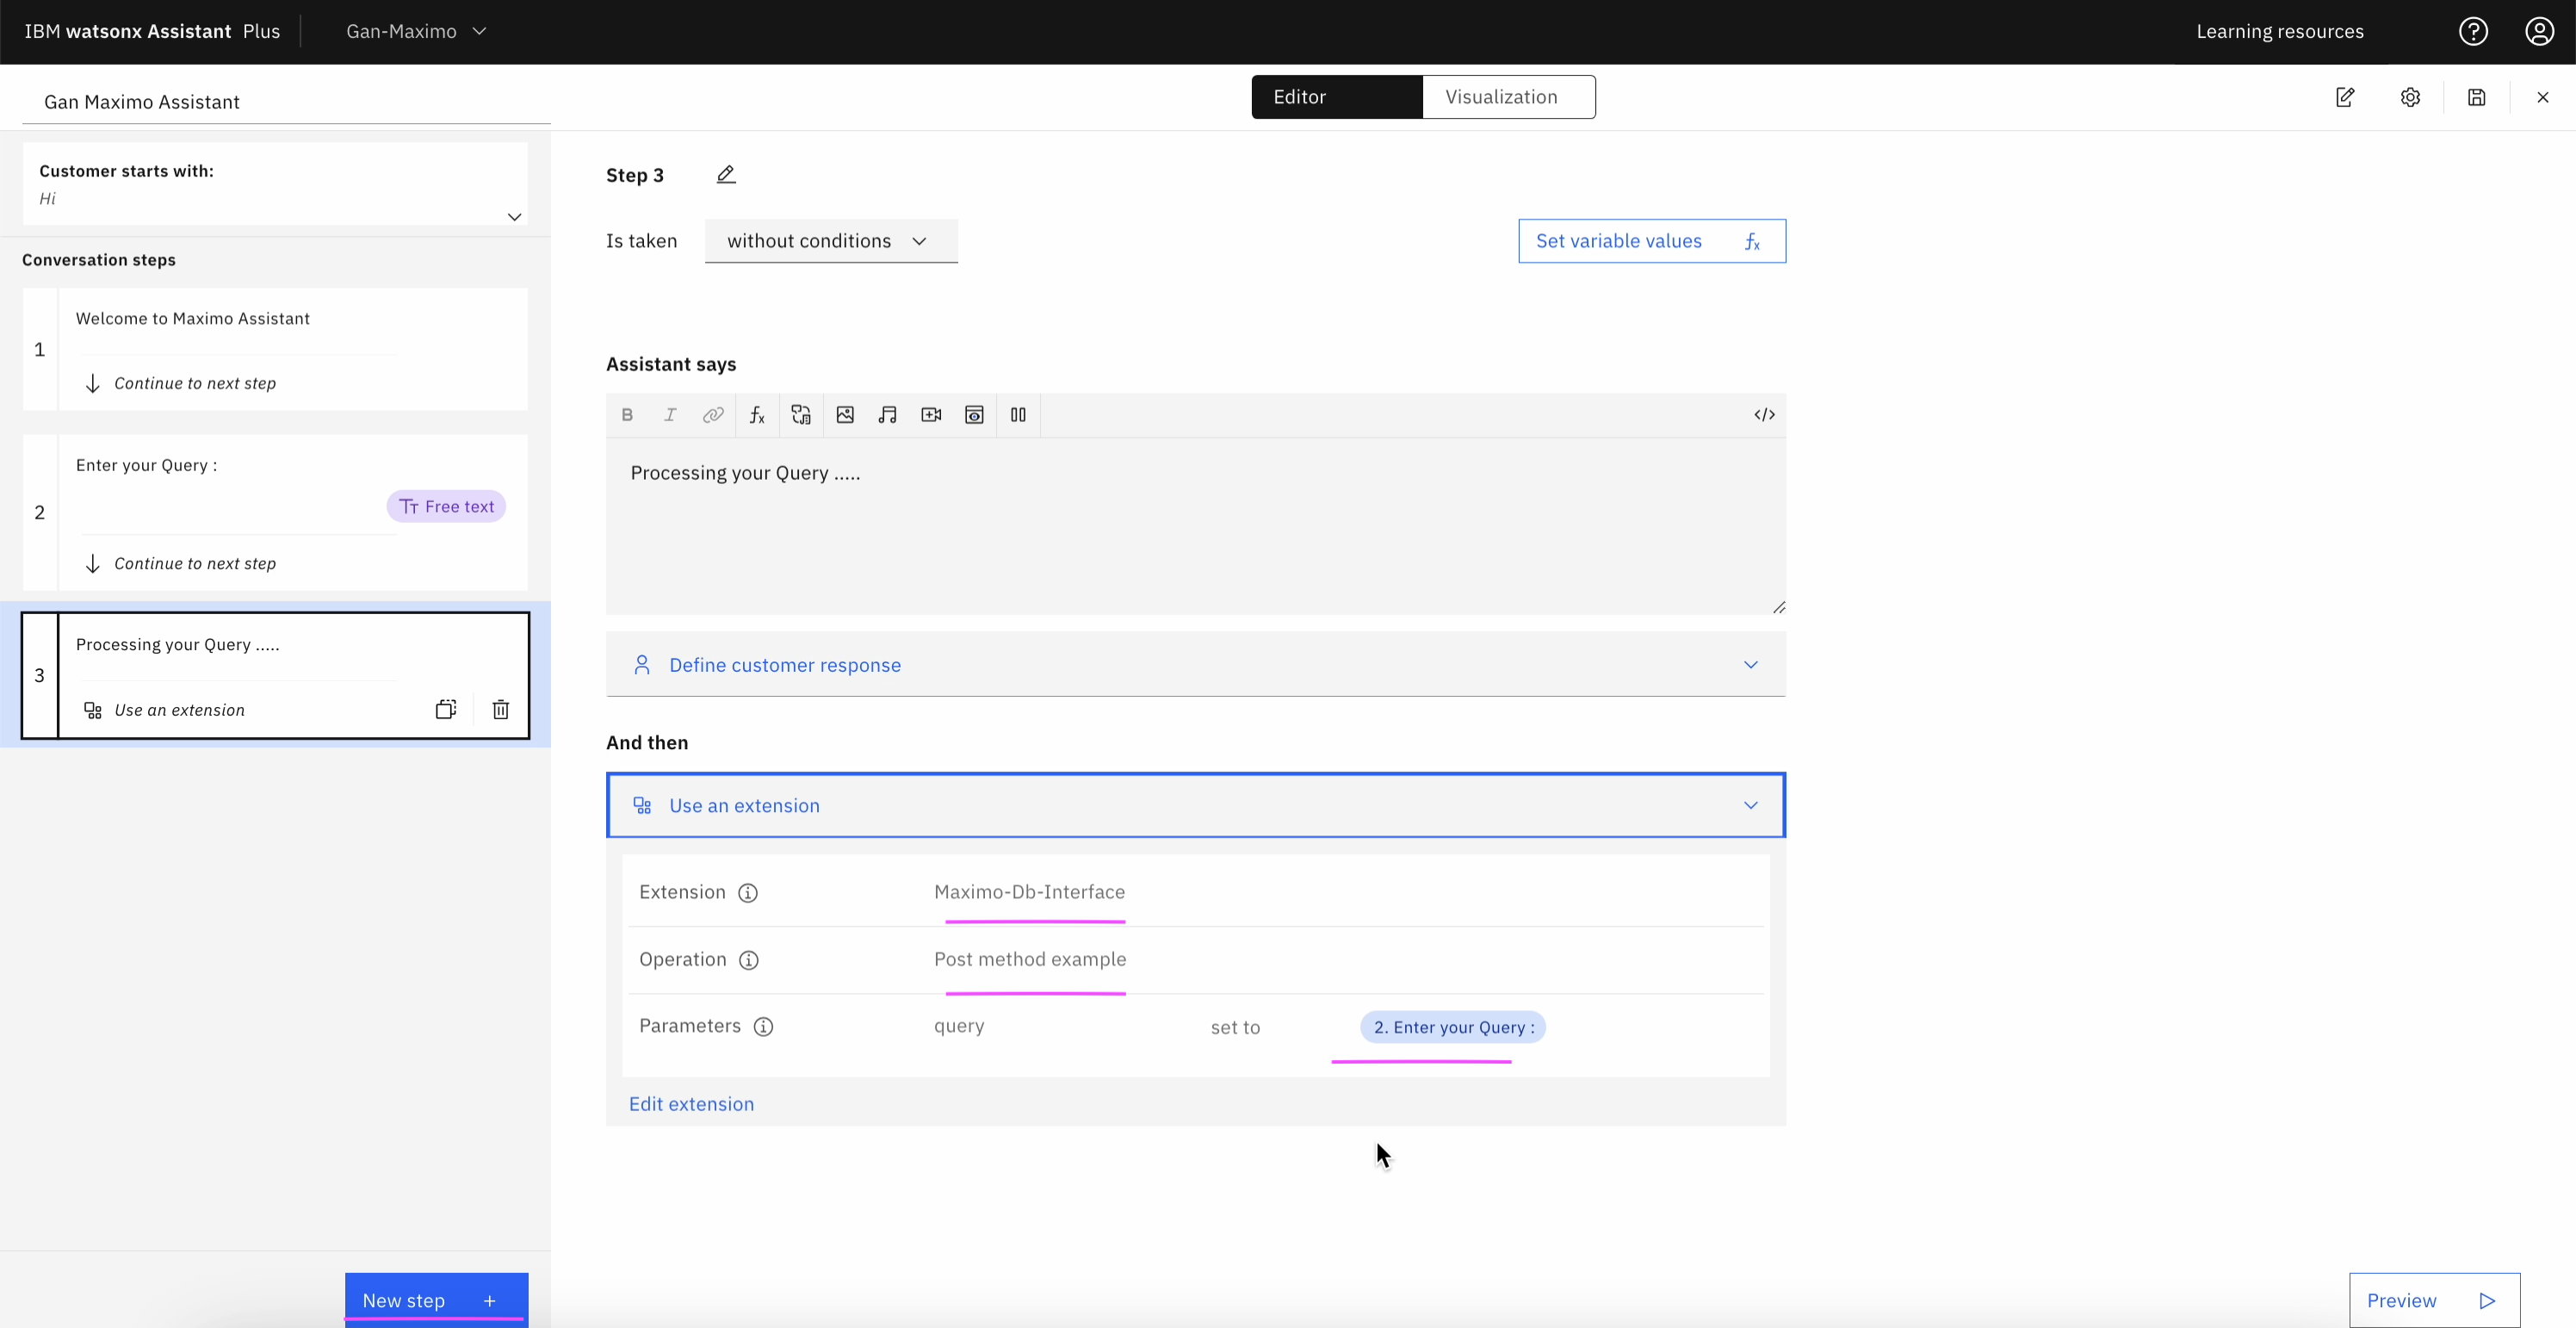 IBM watsonx Assistant Plus
Gan-Maximo
Learning resources
Gan Maximo Assistant
Editor
Visualization
Customer starts with:
Hi
Conversation steps
1
Welcome to Maximo Assistant
Continue to next step
2
Enter your Query :
Free text
Continue to next step
3
Processing your Query .....
Use an extension
New step +
Step 3
Is taken
without conditions
Set variable values fx
Assistant says
B I fx </>
Processing your Query .....
Define customer response
And then
Use an extension
Extension Maximo-Db-Interface
Operation Post method example
Parameters query set to 2. Enter your Query :
Edit extension
Preview